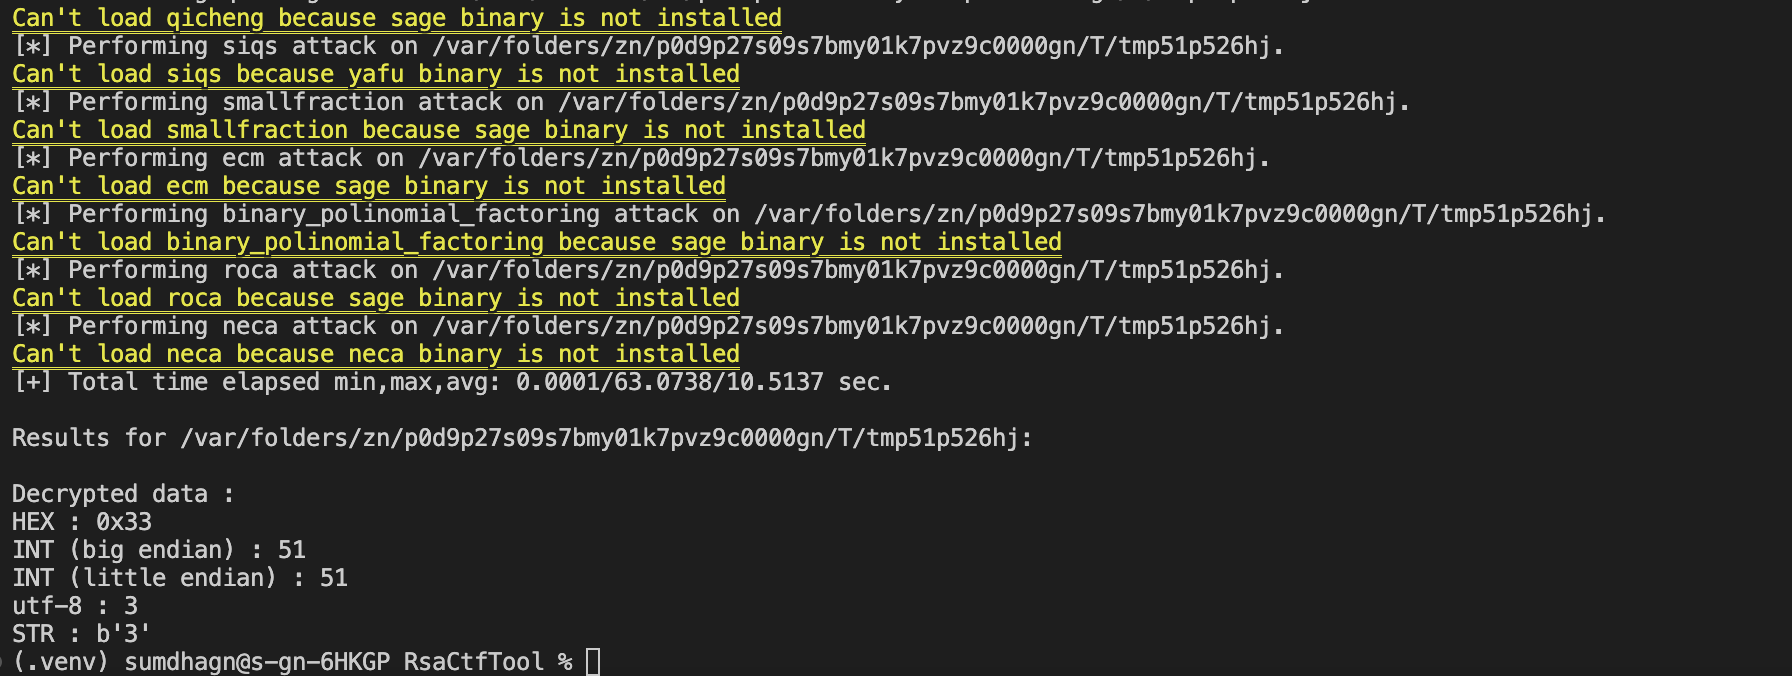 Can't load qicheng because sage binary is not installed
[*] Performing siqs attack on /var/folders/zn/p0d9p27s09s7bmy01k7pvz9c0000gn/T/tmp51p526hj.
Can't load siqs because yafu binary is not installed
[*] Performing smallfraction attack on /var/folders/zn/p0d9p27s09s7bmy01k7pvz9c0000gn/T/tmp51p526hj.
Can't load smallfraction because sage binary is not installed
[*] Performing ecm attack on /var/folders/zn/p0d9p27s09s7bmy01k7pvz9c0000gn/T/tmp51p526hj.
Can't load ecm because sage binary is not installed
[*] Performing binary_polinomial_factoring attack on /var/folders/zn/p0d9p27s09s7bmy01k7pvz9c0000gn/T/tmp51p526hj.
Can't load binary_polinomial_factoring because sage binary is not installed
[*] Performing roca attack on /var/folders/zn/p0d9p27s09s7bmy01k7pvz9c0000gn/T/tmp51p526hj.
Can't load roca because sage binary is not installed
[*] Performing neca attack on /var/folders/zn/p0d9p27s09s7bmy01k7pvz9c0000gn/T/tmp51p526hj.
Can't load neca because neca binary is not installed
[+] Total time elapsed min,max,avg: 0.0001/63.0738/10.5137 sec.
Results for /var/folders/zn/p0d9p27s09s7bmy01k7pvz9c0000gn/T/tmp51p526hj:
Decrypted data :
HEX : 0x33
INT (big endian) : 51
INT (little endian) : 51
utf-8 : 3
STR : b'3'
(.venv) sumdhagn@s-gn-6HKGP RsaCtfTool %